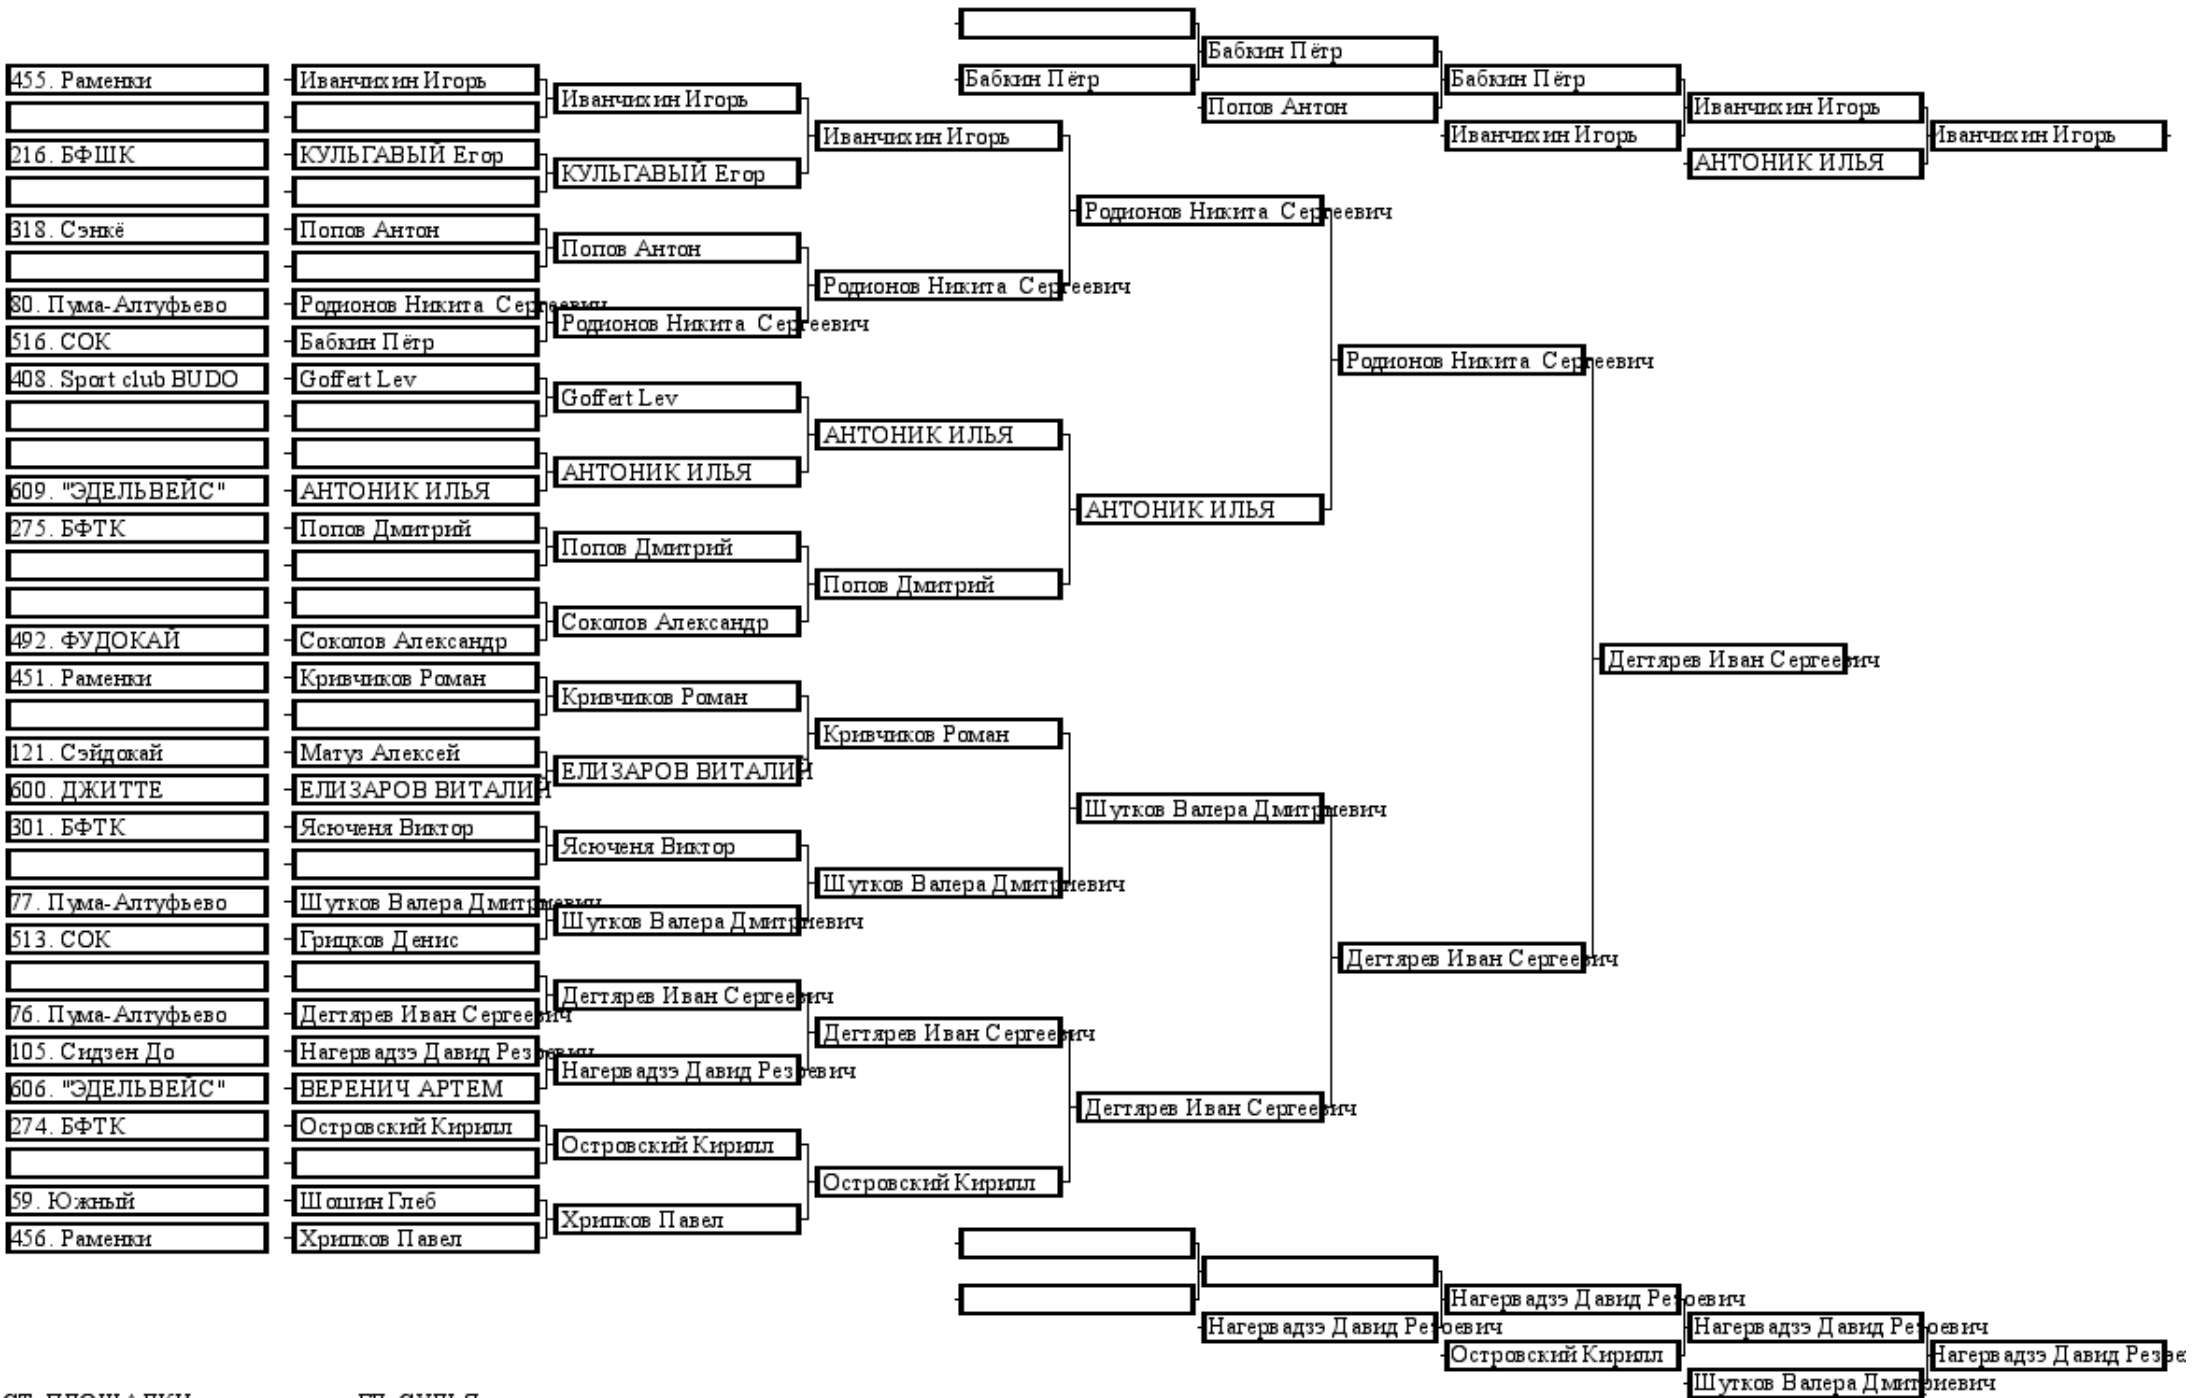 Бабкин Пётр
Бабкин Пётр
Бабкин Пётр
Попов Антон
Иванчихин Игорь
Иванчихин Игорь
АНТОНИК ИЛЬЯ
Иванчихин Игорь
455. Раменки
216. БФШК
318. Сэнкё
80. Пума-Алтуфьево
516. СОК
408. Sport club BUDO
609. "ЭДЕЛЬВЕЙС"
275. БФТК
492. ФУДОКАЙ
451. Раменки
121. Сэйдокай
600. ДЖИТТЕ
301. БФТК
77. Пума-Алтуфьево
513. СОК
76. Пума-Алтуфьево
105. Сидзен До
606. "ЭДЕЛЬВЕЙС"
274. БФТК
59. Южный
456. Раменки
Иванчихин Игорь
КУЛЬГАВЫЙ Егор
Попов Антон
Родионов Никита Сергеевич
Бабкин Пётр
Goffert Lev
АНТОНИК ИЛЬЯ
Попов Дмитрий
Соколов Александр
Кривчиков Роман
Матуз Алексей
ЕЛИЗАРОВ ВИТАЛИЙ
Ясюченя Виктор
Шутков Валера Дмитриевич
Грицков Денис
Дегтярев Иван Сергеевич
Нагервадзэ Давид Резоевич
ВЕРЕНИЧ АРТЕМ
Островский Кирилл
Шошин Глеб
Хрипков Павел
Иванчихин Игорь
КУЛЬГАВЫЙ Егор
Попов Антон
Родионов Никита Сергеевич
Goffert Lev
АНТОНИК ИЛЬЯ
Попов Дмитрий
Соколов Александр
Кривчиков Роман
ЕЛИЗАРОВ ВИТАЛИЙ
Ясюченя Виктор
Шутков Валера Дмитриевич
Дегтярев Иван Сергеевич
Нагервадзэ Давид Резоевич
Островский Кирилл
Хрипков Павел
Иванчихин Игорь
Родионов Никита Сергеевич
АНТОНИК ИЛЬЯ
Попов Дмитрий
Кривчиков Роман
Шутков Валера Дмитриевич
Дегтярев Иван Сергеевич
Островский Кирилл
Родионов Никита Сергеевич
АНТОНИК ИЛЬЯ
Шутков Валера Дмитриевич
Дегтярев Иван Сергеевич
Родионов Никита Сергеевич
Дегтярев Иван Сергеевич
Дегтярев Иван Сергеевич
Нагервадзэ Давид Резоевич
Нагервадзэ Давид Резоевич
Островский Кирилл
Нагервадзэ Давид Резоевич
Шутков Валера Дмитриевич
Нагервадзэ Давид Резое